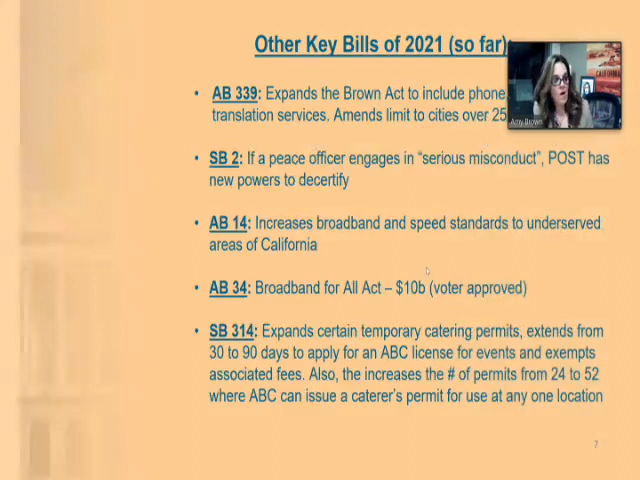 Other Key Bills of 2021 (so far):
• AB 339: Expands the Brown Act to include phone
translation services. Amends limit to cities over 25
• SB 2: If a peace officer engages in “serious misconduct”, POST has
new powers to decertify
• AB 14: Increases broadband and speed standards to underserved
areas of California
• AB 34: Broadband for All Act – $10b (voter approved)
• SB 314: Expands certain temporary catering permits, extends from
30 to 90 days to apply for an ABC license for events and exempts
associated fees. Also, the increases the # of permits from 24 to 52
where ABC can issue a caterer’s permit for use at any one location
CALIFORNIA
Amy Brown
7